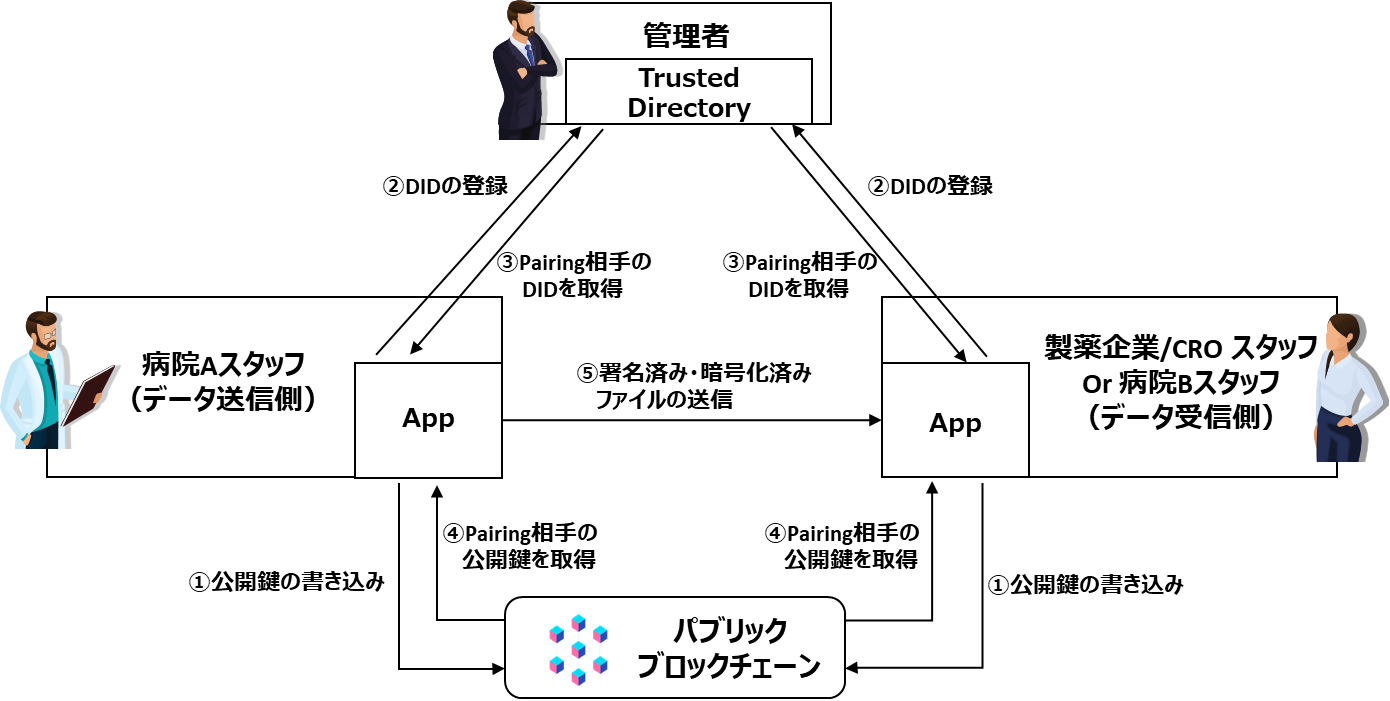 管理者
Trusted
Directory
②DIDの登録
②DIDの登録
③Pairing相手の
DIDを取得
③Pairing相手の
DIDを取得
病院Aスタッフ
（データ送信側）
App
⑤署名済み・暗号化済み
ファイルの送信
App
製薬企業/CRO スタッフ
Or 病院Bスタッフ
（データ受信側）
④Pairing相手の
公開鍵を取得
④Pairing相手の
公開鍵を取得
①公開鍵の書き込み
①公開鍵の書き込み
パブリック
ブロックチェーン